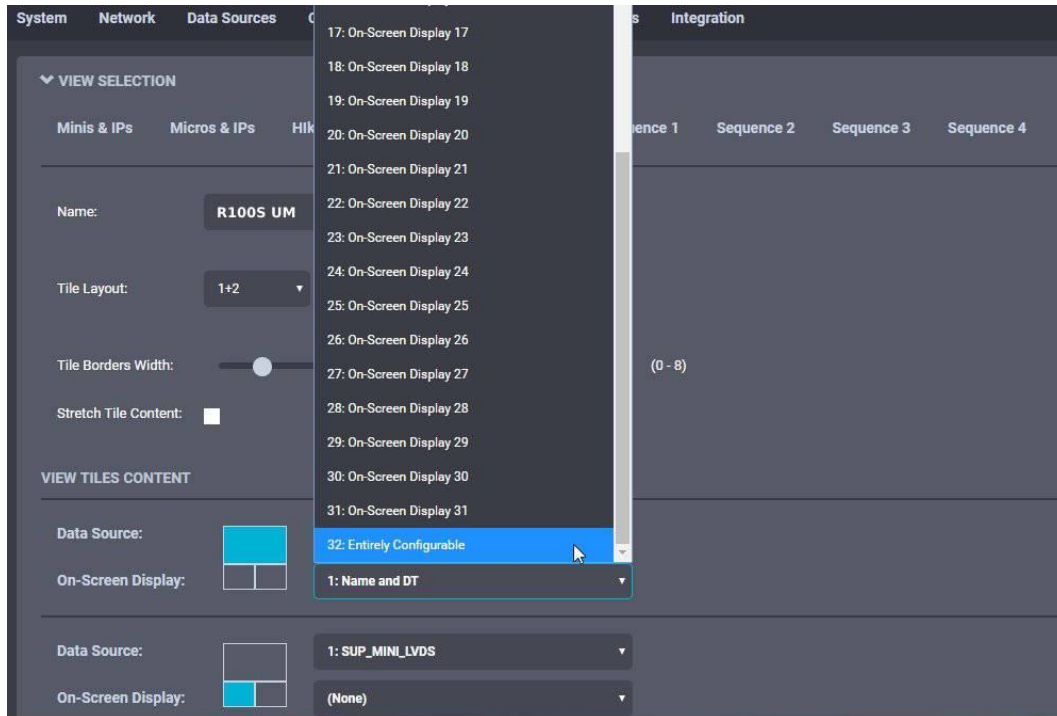 System Network Data Sources s Integration
17: On-Screen Display 17
VIEW SELECTION
18: On-Screen Display 18
19: On-Screen Display 19
Minis & IPs Micros & IPs HIk ence 1 Sequence 2 Sequence 3 Sequence 4
20: On-Screen Display 20
21: On-Screen Display 21
22: On-Screen Display 22
Name: R100S UM
23: On-Screen Display 23
24: On-Screen Display 24
Tile Layout: 1+2
25: On-Screen Display 25
26: On-Screen Display 26
Tile Borders Width: (0 - 8)
27: On-Screen Display 27
28: On-Screen Display 28
Stretch Tile Content:
29: On-Screen Display 29
30: On-Screen Display 30
VIEW TILES CONTENT
31: On-Screen Display 31
Data Source:
32: Entirely Configurable
On-Screen Display: 1: Name and DT
Data Source: 1: SUP_MINI_LVDS
On-Screen Display: (None)